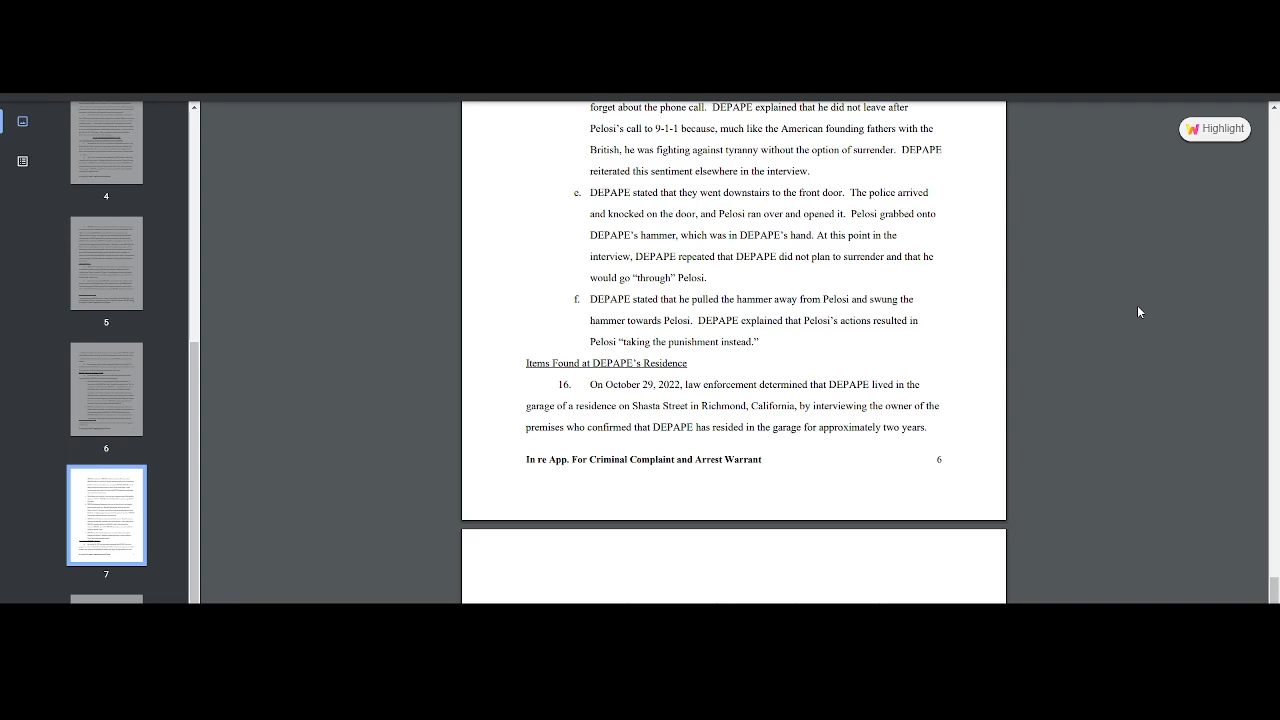 forget about the phone call.  DEPAPE explained that he did not leave after
Pelosi's call to 9-1-1 because, much like the American founding fathers with the
British, he was fighting against tyranny without the option of surrender.  DEPAPE
reiterated this sentiment elsewhere in the interview.
e. DEPAPE stated that they went downstairs to the front door.  The police arrived
and knocked on the door, and Pelosi ran over and opened it.  Pelosi grabbed onto
DEPAPE's hammer, which was in DEPAPE's hand. At this point in the
interview, DEPAPE repeated that DEPAPE did not plan to surrender and that he
would go “through” Pelosi.
f. DEPAPE stated that he pulled the hammer away from Pelosi and swung the
hammer towards Pelosi.  DEPAPE explained that Pelosi's actions resulted in
Pelosi “taking the punishment instead.”
Items Found at DEPAPE's Residence
16. On October 29, 2022, law enforcement determined that DEPAPE lived in the
garage of a residence on Shasta Street in Richmond, California, by interviewing the owner of the
premises who confirmed that DEPAPE has resided in the garage for approximately two years.
In re App. For Criminal Complaint and Arrest Warrant 6
Highlight
4
5
6
7